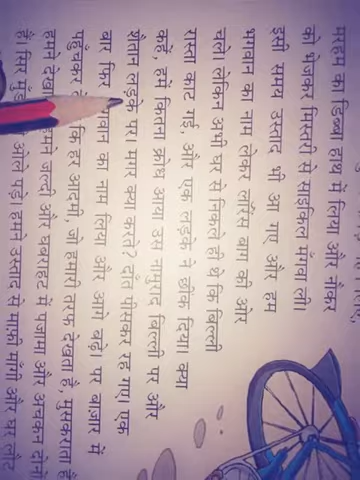 मरहम का डिब्बा हाथ में लिया और नौकर
को भेजकर मिस्तरी से साइकिल मंगवा ली।
इसी समय उस्ताद भी आ गए और हम
भगवान का नाम लेकर लॉरेंस बाग की ओर
चले। लेकिन अभी घर से निकले ही थे कि बिल्ली
रास्ता काट गई, और एक लड़के ने छींक दिया। क्या
कहें, हमें कितना क्रोध आया उस नामुराद बिल्ली पर और
शैतान लड़के पर। मगर क्या करते? दांत पीसकर रह गए। एक
बार फिर भगवान का नाम लिया और आगे बढ़े। पर बाज़ार में
पहुंचकर कि हर आदमी, जो हमारी तरफ देखता है, मुसकराता है
हमने देखा हमने जल्दी और घबराहट में पजामा और अचकन दोनों
हैं। सिर मुं ओले पड़े। हमने उस्ताद से माफ़ी मांगी और घर लौट